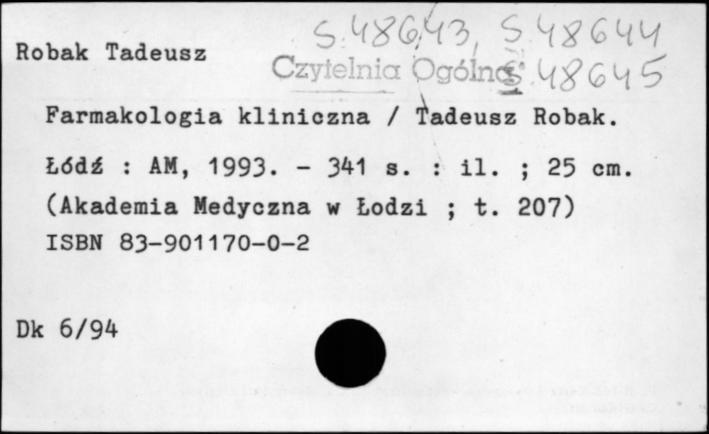 S.48643, S.48644
Robak Tadeusz
Czytelnia Ogólna S.48645
Farmakologia kliniczna / Tadeusz Robak.
Łódź : AM, 1993. - 341 s. : il. ; 25 cm.
(Akademia Medyczna w Łodzi ; t. 207)
ISBN 83-901170-0-2
Dk 6/94